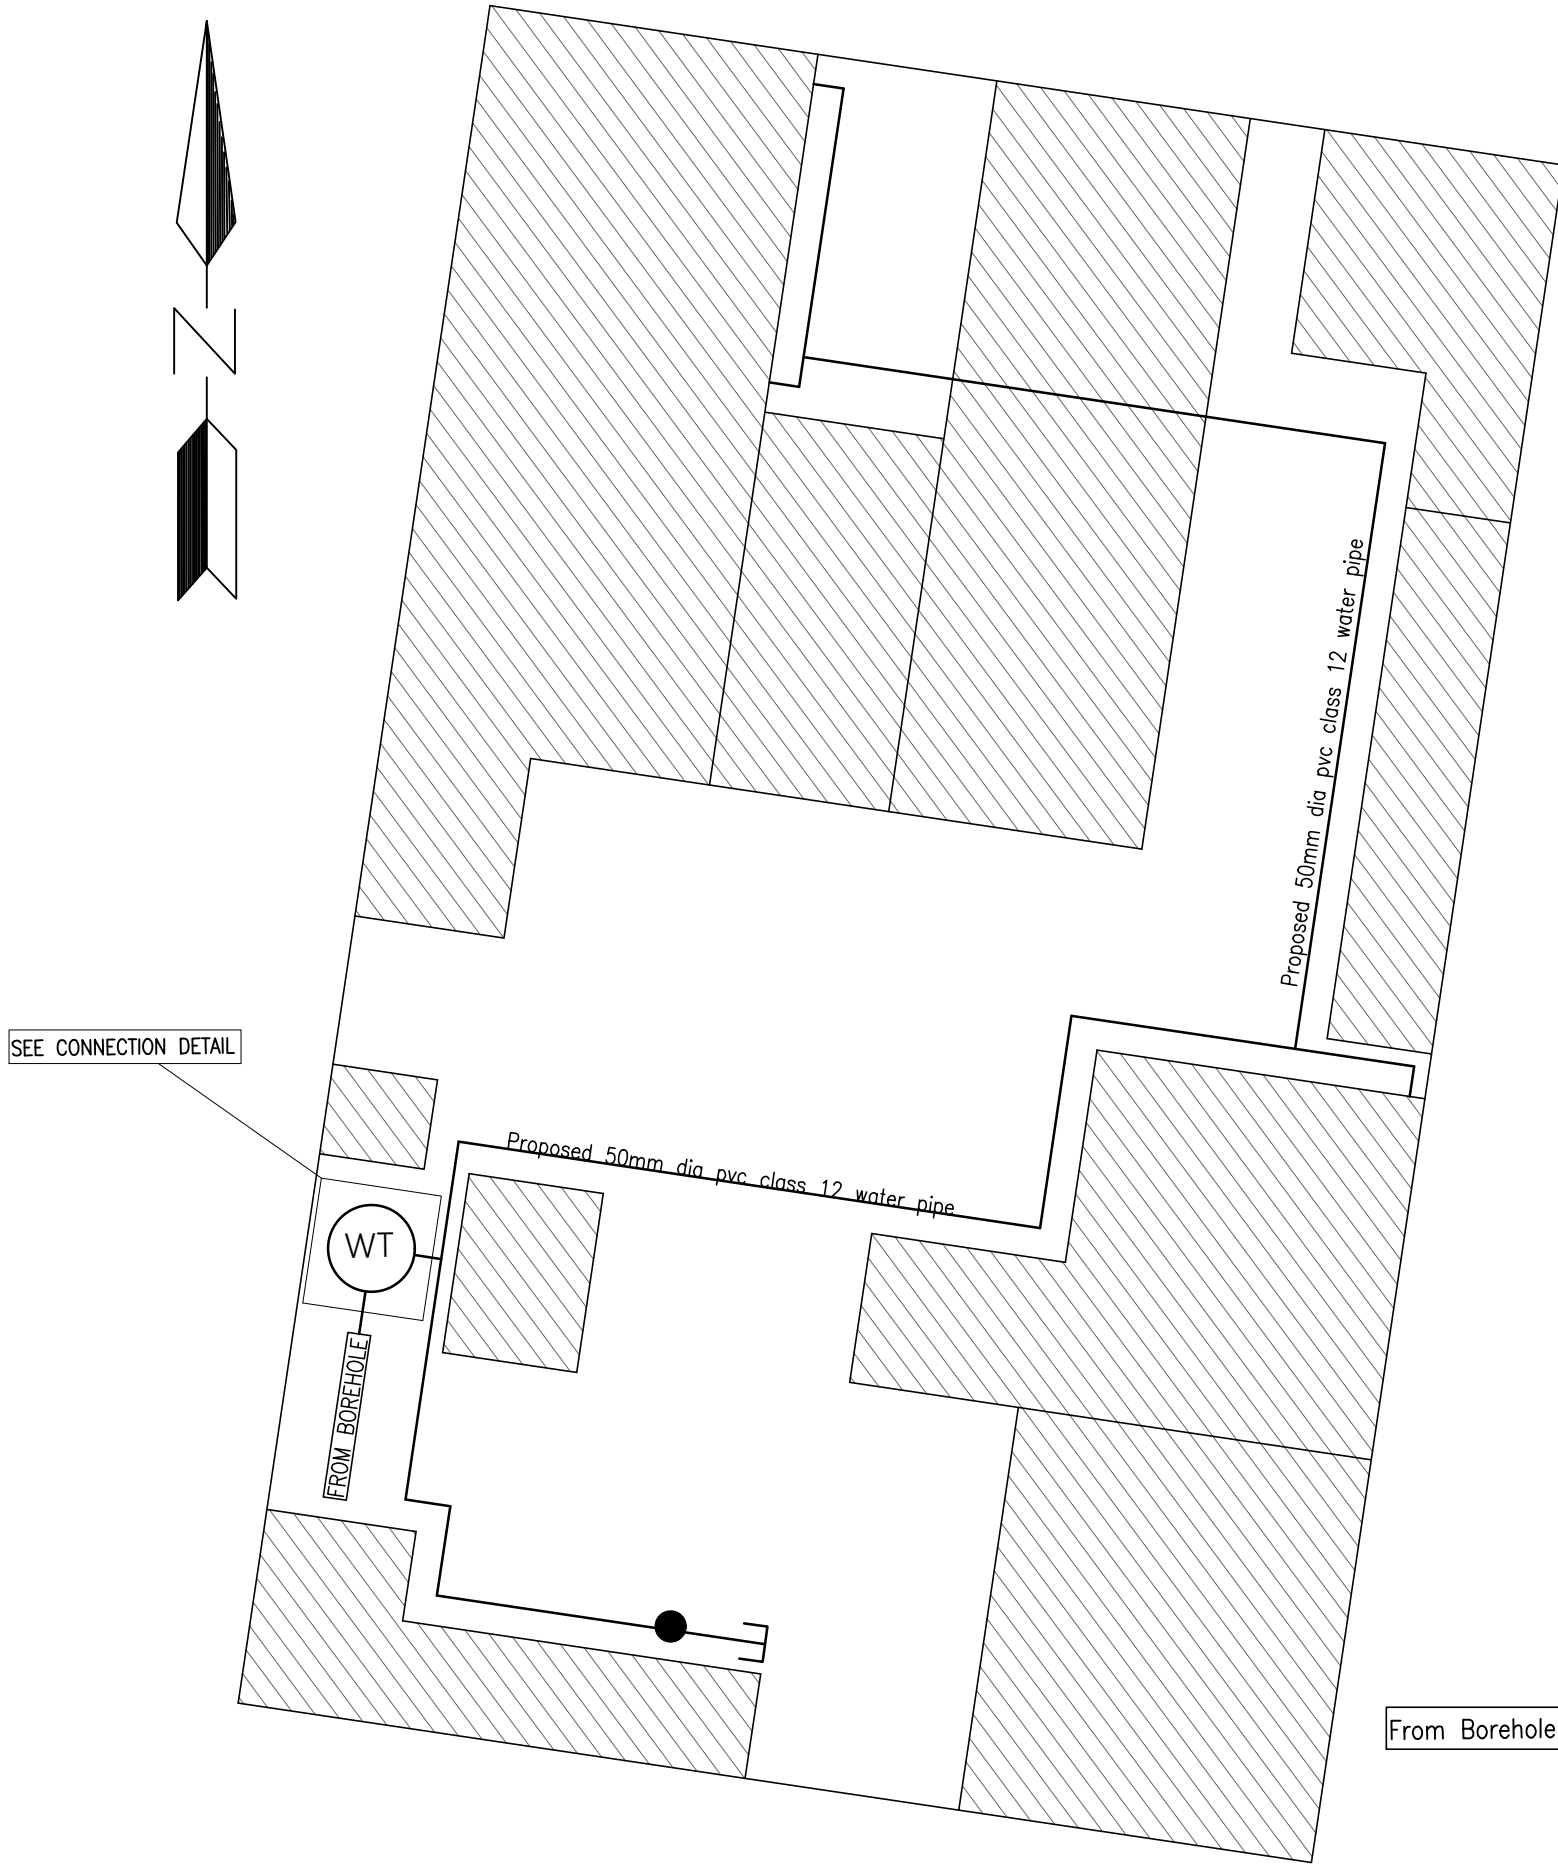 N
Proposed 50mm dia pvc class 12 water pipe
SEE CONNECTION DETAIL
Proposed 50mm dia pvc class 12 water pipe
WT
FROM BOREHOLE
From Borehole